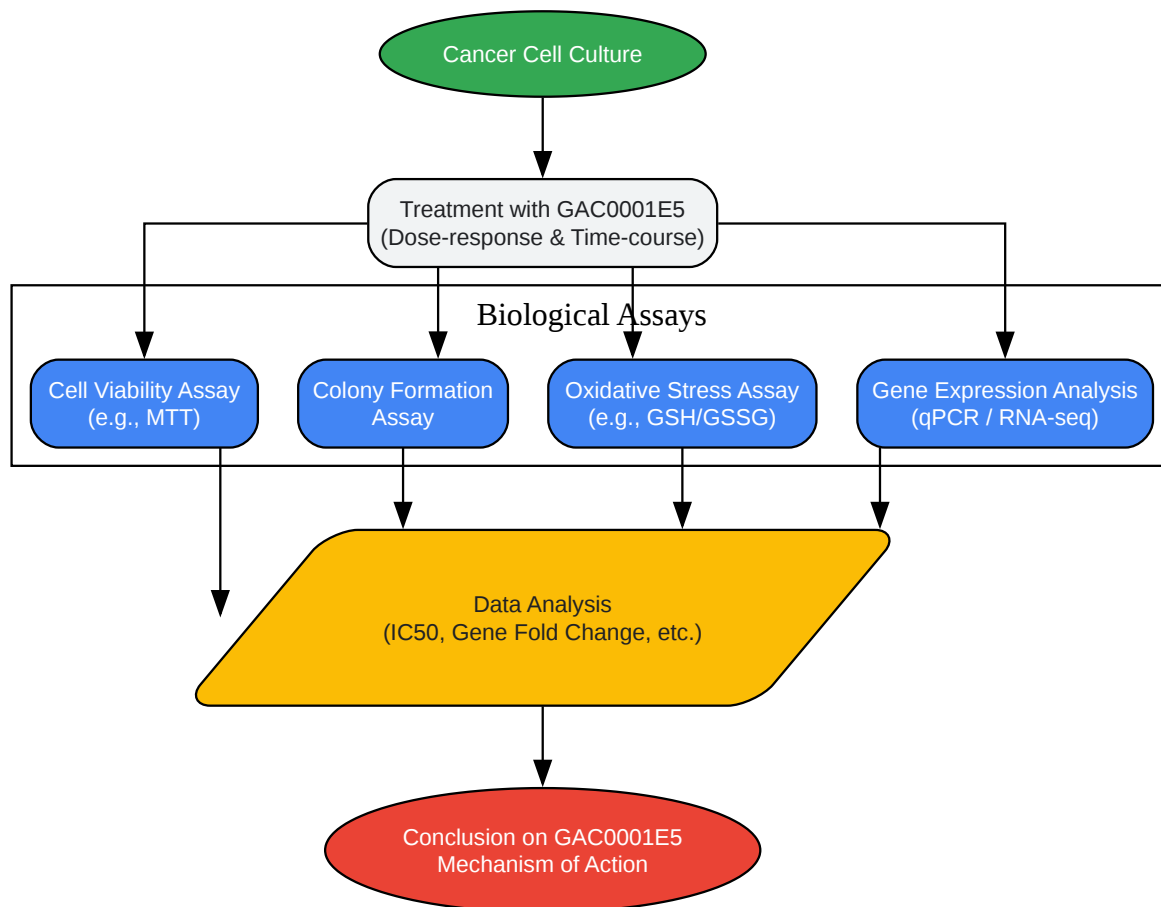 Cancer Cell Culture
Treatment with GAC0001E5
(Dose-response & Time-course)
Biological Assays
Cell Viability Assay
(e.g., MTT)
Colony Formation
Assay
Oxidative Stress Assay
(e.g., GSH/GSSG)
Gene Expression Analysis
(qPCR / RNA-seq)
Data Analysis
(IC50, Gene Fold Change, etc.)
Conclusion on GAC0001E5
Mechanism of Action